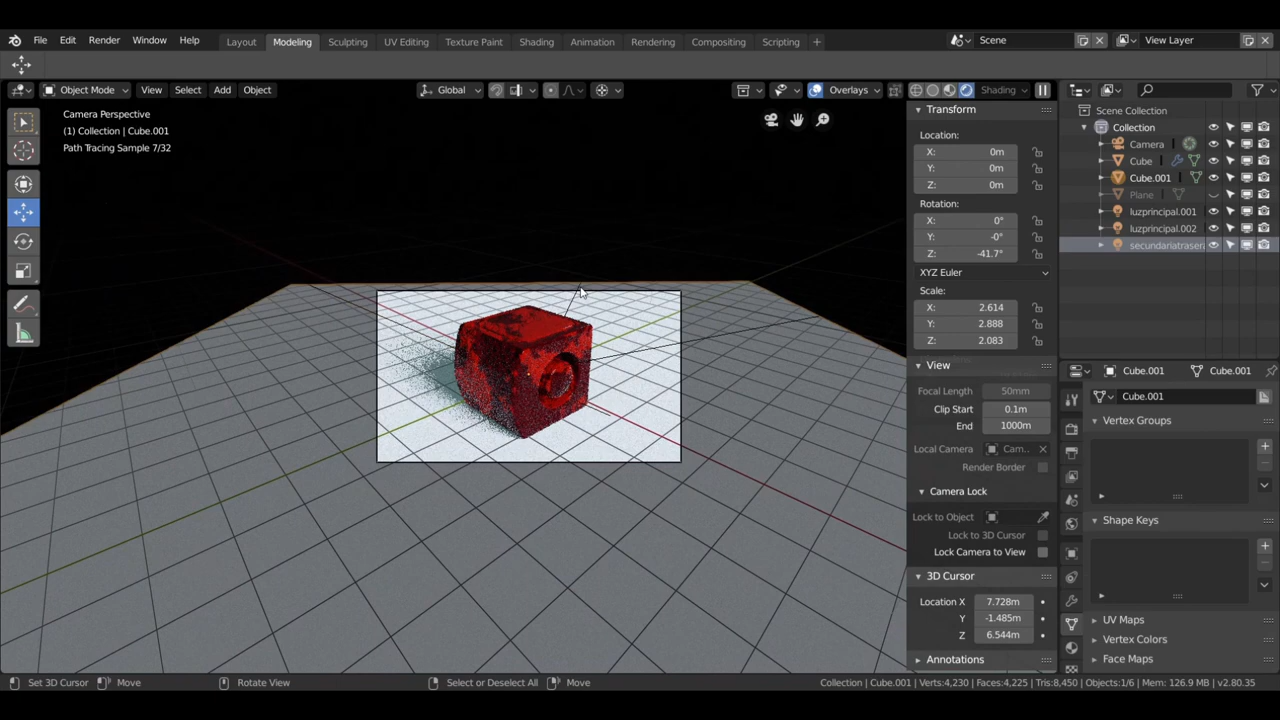 File Edit Render Window Help Layout Modeling Sculpting UV Editing Texture Paint Shading Animation Rendering Compositing Scripting + Scene View Layer
Object Mode View Select Add Object Global Overlays Shading
Camera Perspective
(1) Collection | Cube.001
Path Tracing Sample 7/32
Transform
Location:
X: 0m
Y: 0m
Z: 0m
Rotation:
X: 0°
Y: -0°
Z: -41.7°
XYZ Euler
Scale:
X: 2.614
Y: 2.888
Z: 2.083
View
Focal Length 50mm
Clip Start 0.1m
End 1000m
Local Camera Cam..
Render Border
Camera Lock
Lock to Object
Lock to 3D Cursor
Lock Camera to View
3D Cursor
Location X 7.728m
Y -1.485m
Z 6.544m
Annotations
Scene Collection
Collection
Camera
Cube
Cube.001
Plane
luzprincipal.001
luzprincipal.002
secundariatrasera
Cube.001 Cube.001
Cube.001
Vertex Groups
Shape Keys
UV Maps
Vertex Colors
Face Maps
Set 3D Cursor Move Rotate View Select or Deselect All Move Collection | Cube.001 | Verts:4,230 | Faces:4,225 | Tris:8,450 | Objects:1/6 | Mem: 126.9 MB | v2.80.35